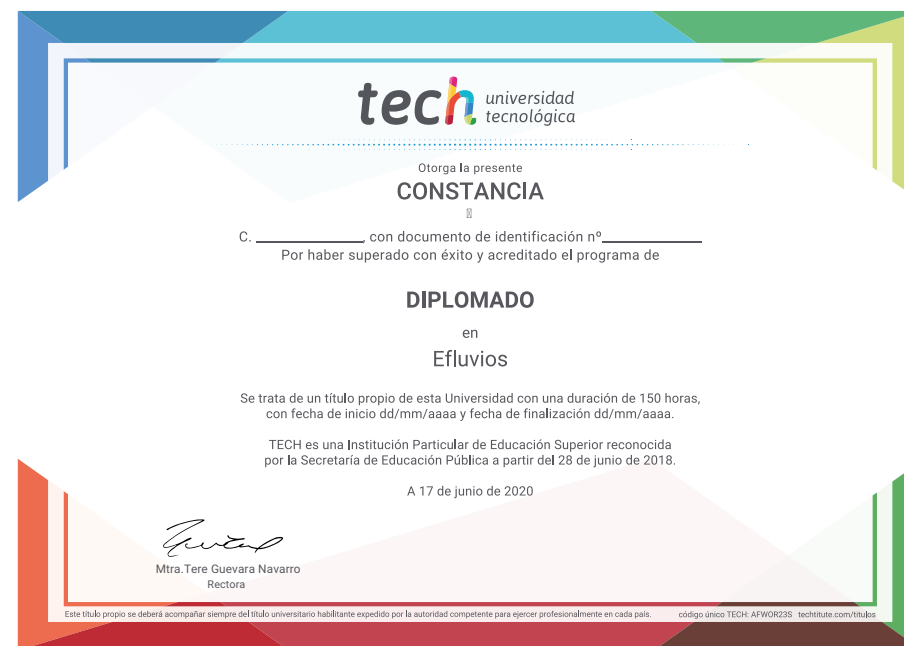 tech universidad
tecnológica
Otorga la presente
CONSTANCIA
C. ________________, con documento de identificación nº_______________
Por haber superado con éxito y acreditado el programa de
DIPLOMADO
en
Efluvios
Se trata de un título propio de esta Universidad con una duración de 150 horas,
con fecha de inicio dd/mm/aaaa y fecha de finalización dd/mm/aaaa.
TECH es una Institución Particular de Educación Superior reconocida
por la Secretaría de Educación Pública a partir del 28 de junio de 2018.
A 17 de junio de 2020
Mtra.Tere Guevara Navarro
Rectora
Este título propio se deberá acompañar siempre del título universitario habilitante expedido por la autoridad competente para ejercer profesionalmente en cada país. código único TECH: AFWOR23S techtitute.com/titulos